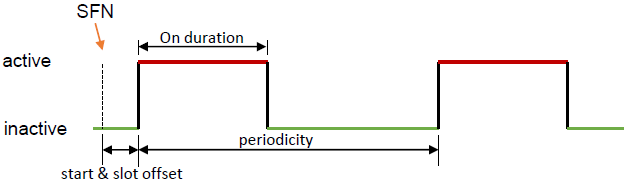 SFN
On duration
active
inactive
periodicity
start & slot offset